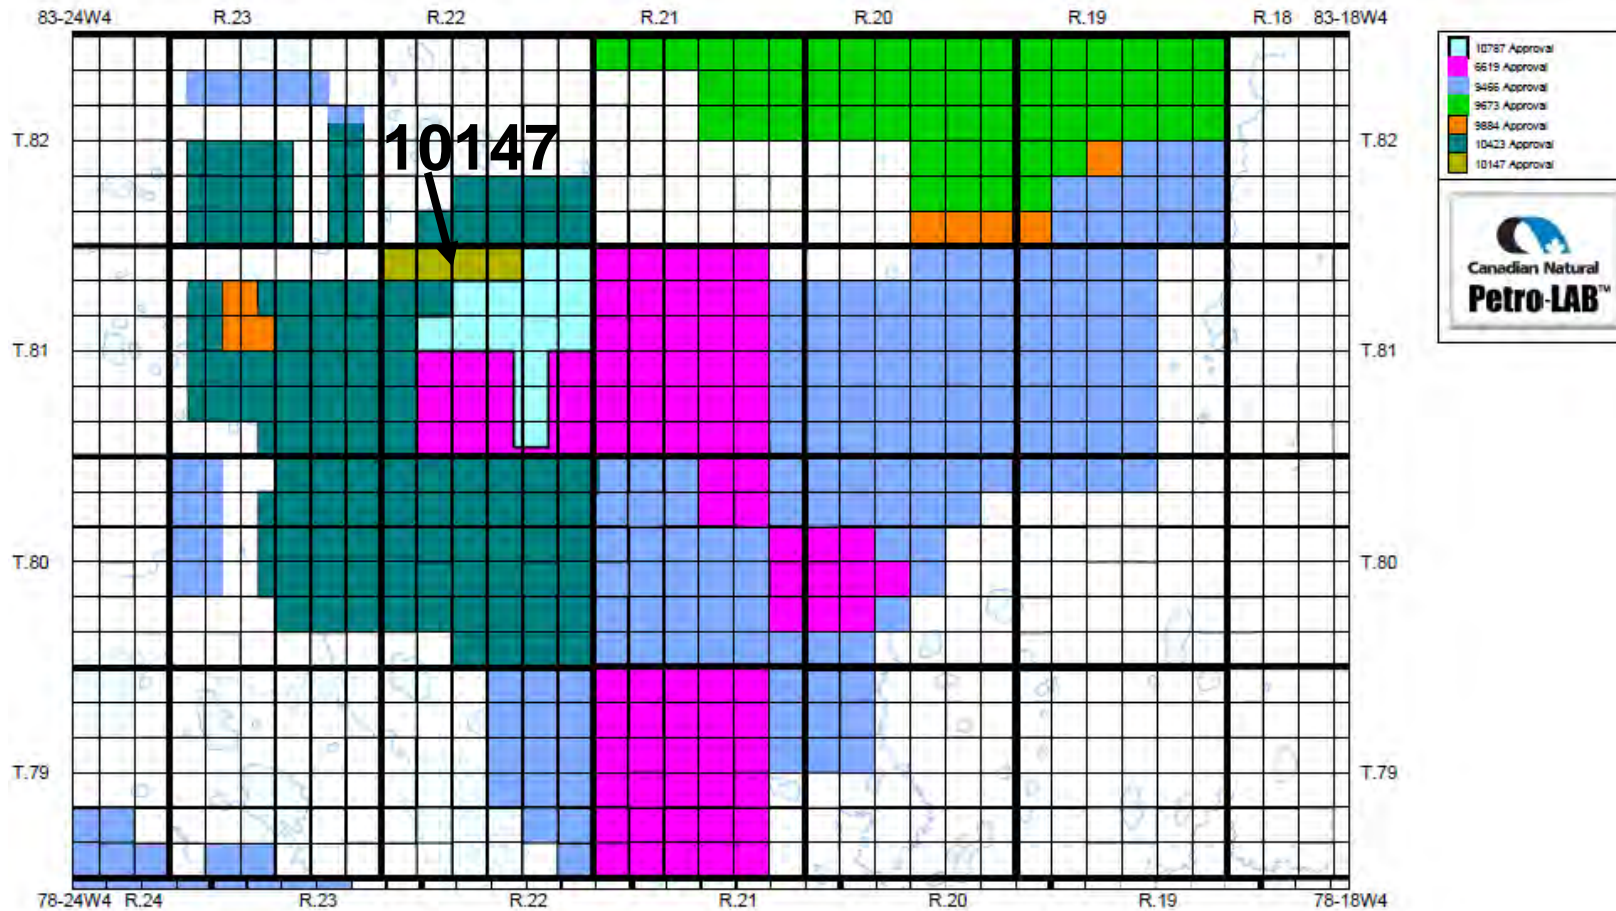 83-24W4 R.23 R.22 R.21 R.20 R.19 R.18 83-18W4
10787 Approval
6619 Approval
9466 Approval
9673 Approval
9884 Approval
10423 Approval
10147 Approval
T.82 10147 T.82
Canadian Natural
Petro-LAB™
T.81 T.81
T.80 T.80
T.79 T.79
78-24W4 R.24 R.23 R.22 R.21 R.20 R.19 78-18W4